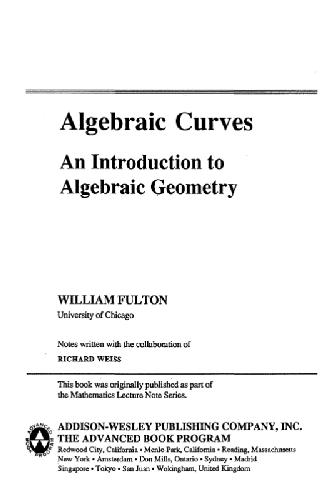 Algebraic Curves
An Introduction to
Algebraic Geometry
WILLIAM FULTON
University of Chicago
Notes written with the collaboration of
RICHARD WEISS
This book was originally published as part of
the Mathematics Lecture Note Series.
ADDISON-WESLEY PUBLISHING COMPANY, INC.
THE ADVANCED BOOK PROGRAM
Redwood City, California • Menlo Park, California • Reading, Massachusetts
New York • Amsterdam • Don Mills, Ontario • Sydney • Madrid
Singapore • Tokyo • San Juan • Wokingham, United Kingdom